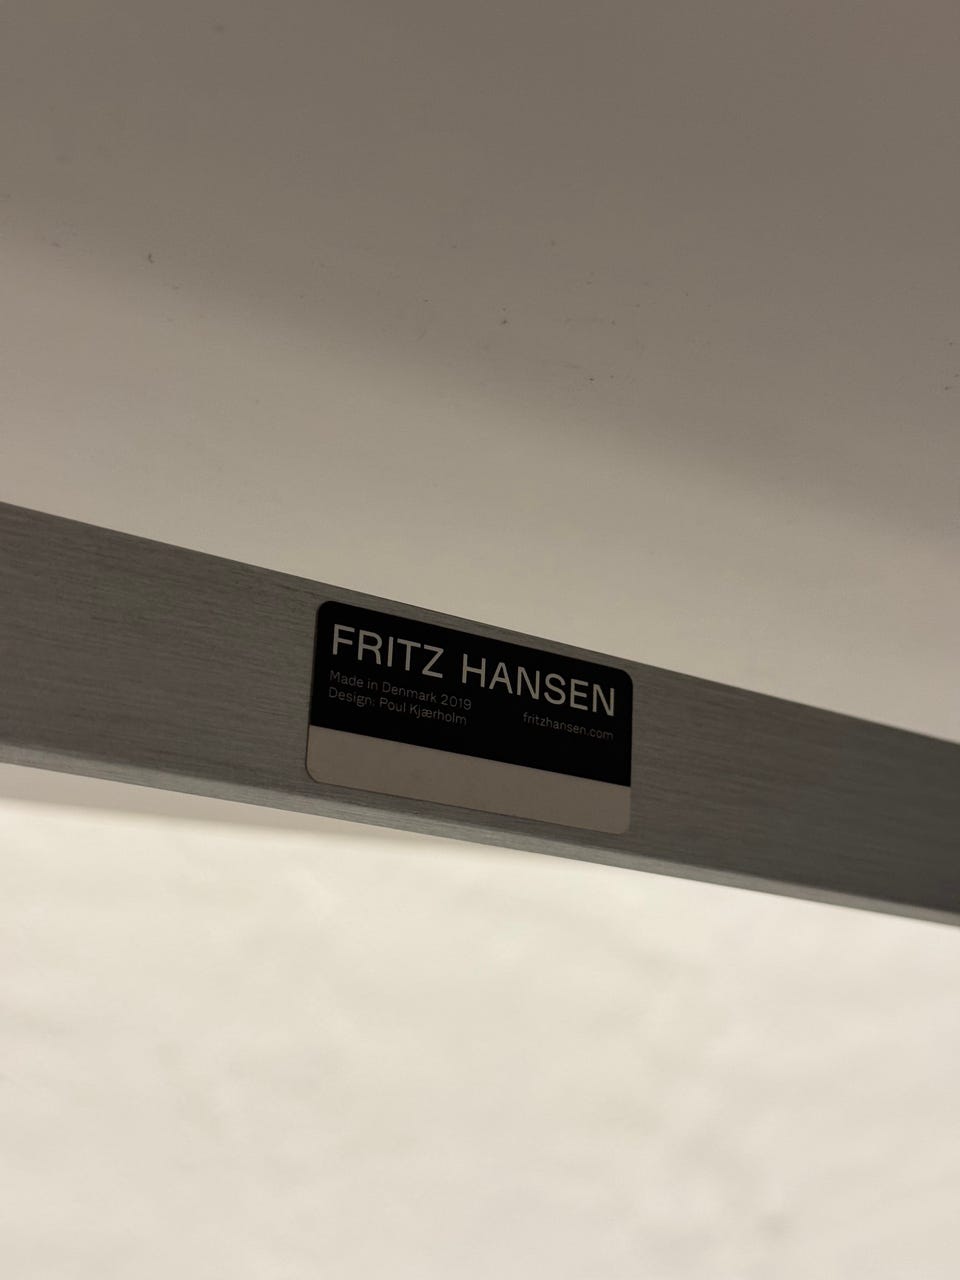 FRITZ HANSEN
Made in Denmark 2019
Design: Poul Kjærholm
fritzhansen.com